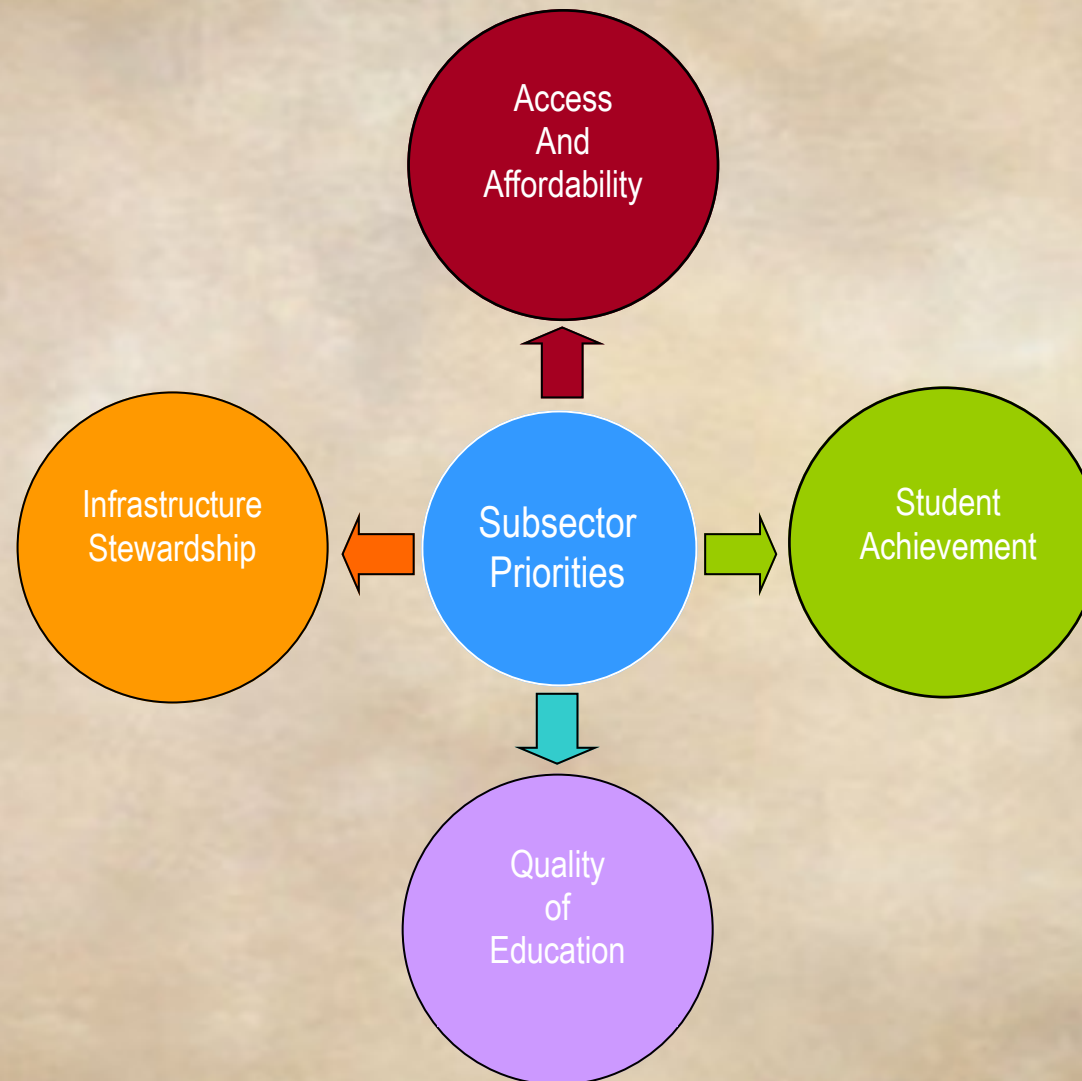 Access
And
Affordability
Infrastructure
Stewardship
Subsector
Priorities
Student
Achievement
Quality
of
Education